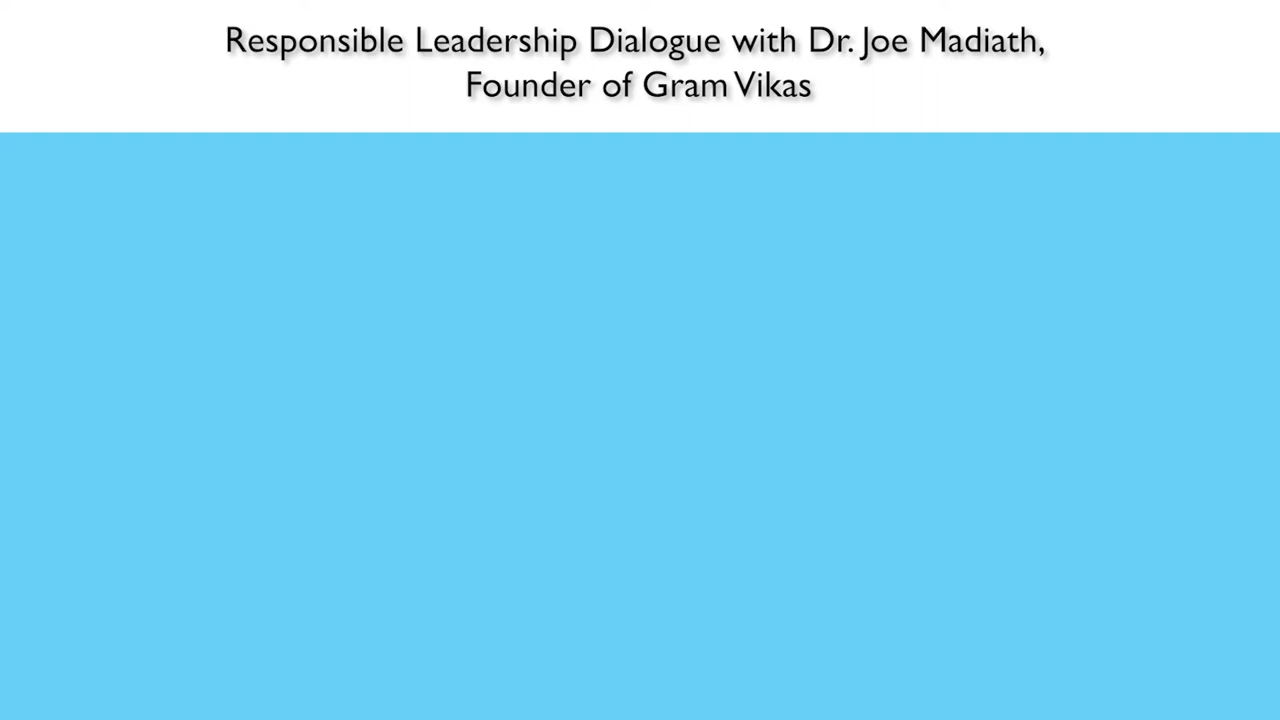 Responsible Leadership Dialogue with Dr. Joe Madiath,
Founder of Gram Vikas